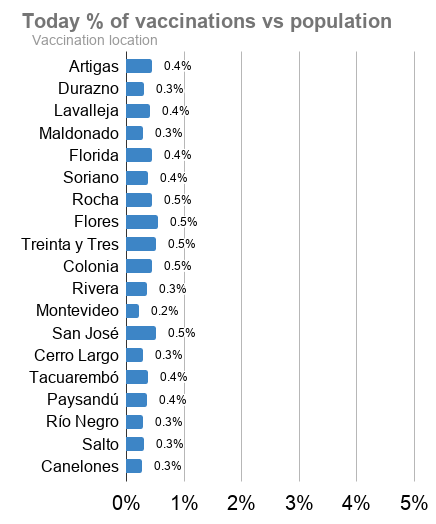 Today % of vaccinations vs population
Vaccination location
Artigas 0.4%
Durazno 0.3%
Lavalleja 0.4%
Maldonado 0.3%
Florida 0.4%
Soriano 0.4%
Rocha 0.5%
Flores 0.5%
Treinta y Tres 0.5%
Colonia 0.5%
Rivera 0.3%
Montevideo 0.2%
San José 0.5%
Cerro Largo 0.3%
Tacuarembó 0.4%
Paysandú 0.4%
Río Negro 0.3%
Salto 0.3%
Canelones 0.3%
0% 1% 2% 3% 4% 5%